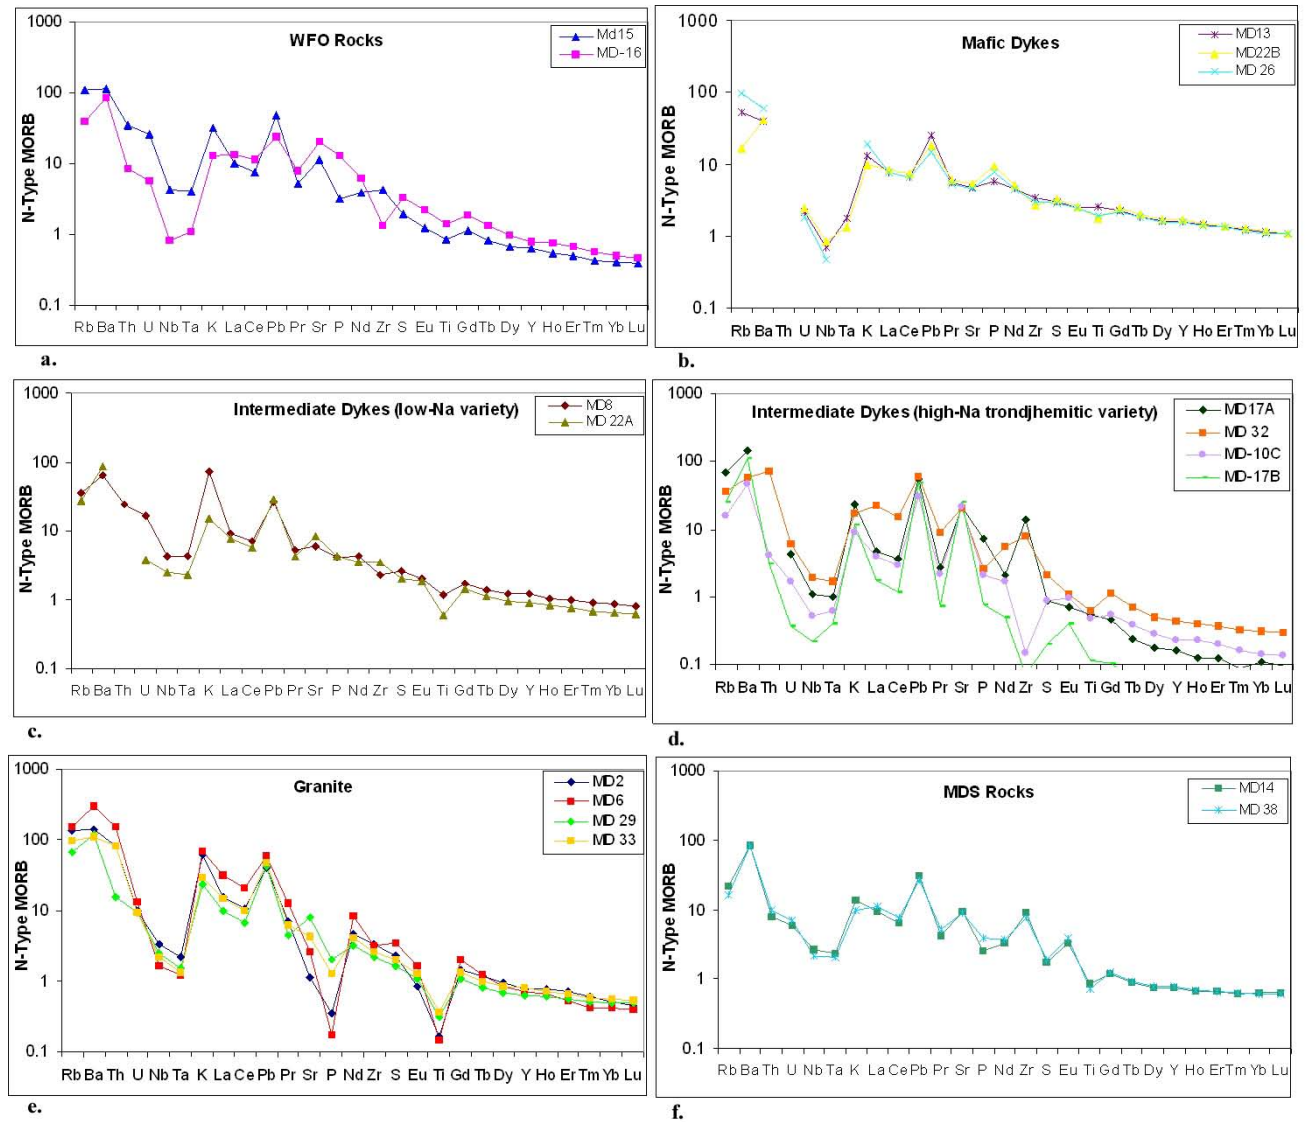 WFO Rocks
Md15
MD-16
N-Type MORB
1000
100
10
1
0.1
Rb Ba Th U Nb Ta K La Ce Pb Pr Sr P Nd Zr S Eu Ti Gd Tb Dy Y Ho Er Tm Yb Lu
a.
Mafic Dykes
MD13
MD22B
MD 26
N-Type MORB
1000
100
10
1
0.1
Rb Ba Th U Nb Ta K La Ce Pb Pr Sr P Nd Zr S Eu Ti Gd Tb Dy Y Ho Er Tm Yb Lu
b.
Intermediate Dykes (low-Na variety)
MD8
MD 22A
N-Type MORB
1000
100
10
1
0.1
Rb Ba Th U Nb Ta K La Ce Pb Pr Sr P Nd Zr S Eu Ti Gd Tb Dy Y Ho Er Tm Yb Lu
c.
Intermediate Dykes (high-Na trondjhemitic variety)
MD17A
MD 32
MD-10C
MD-17B
N-Type MORB
1000
100
10
1
0.1
Rb Ba Th U Nb Ta K La Ce Pb Pr Sr P Nd Zr S Eu Ti Gd Tb Dy Y Ho Er Tm Yb Lu
d.
Granite
MD2
MD6
MD 29
MD 33
N-Type MORB
1000
100
10
1
0.1
Rb Ba Th U Nb Ta K La Ce Pb Pr Sr P Nd Zr S Eu Ti Gd Tb Dy Y Ho Er Tm Yb Lu
e.
MDS Rocks
MD14
MD 38
N-Type MORB
1000
100
10
1
0.1
Rb Ba Th U Nb Ta K La Ce Pb Pr Sr P Nd Zr S Eu Ti Gd Tb Dy Y Ho Er Tm Yb Lu
f.